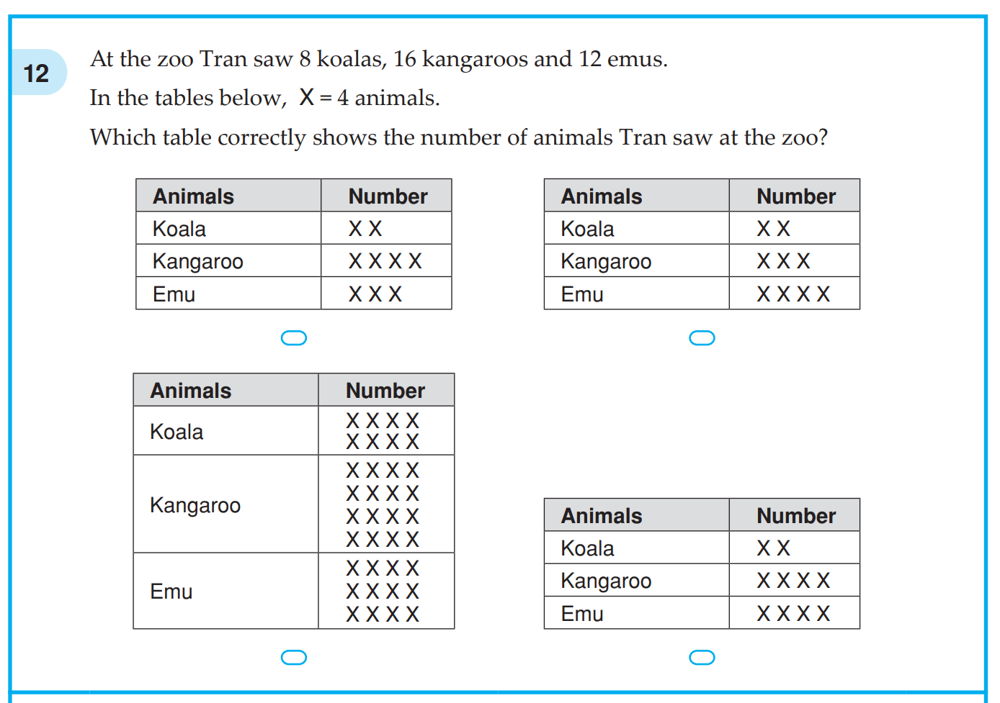 12
At the zoo Tran saw 8 koalas, 16 kangaroos and 12 emus.
In the tables below, X = 4 animals.
Which table correctly shows the number of animals Tran saw at the zoo?
Animals Number
Koala X X
Kangaroo X X X X
Emu X X X
Animals Number
Koala X X
Kangaroo X X X
Emu X X X X
Animals Number
Koala X X X X
X X X X
Kangaroo X X X X
X X X X
X X X X
X X X X
Emu X X X X
X X X X
X X X X
Animals Number
Koala X X
Kangaroo X X X X
Emu X X X X